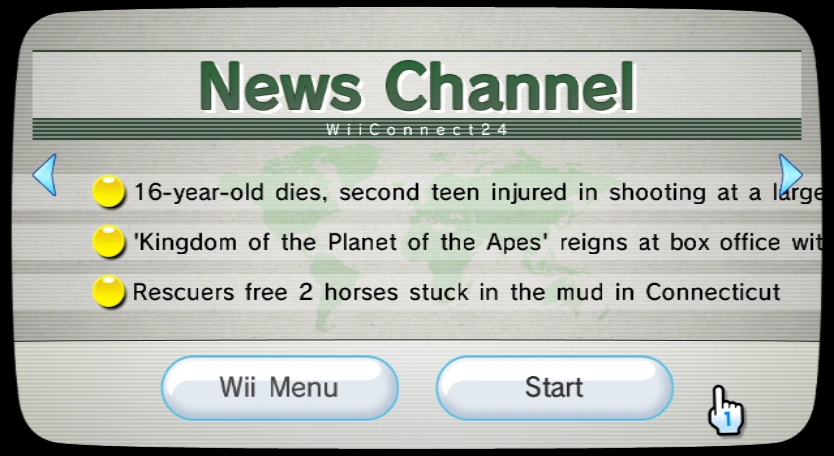 News Channel
WiiConnect24
16-year-old dies, second teen injured in shooting at a large
'Kingdom of the Planet of the Apes' reigns at box office wit
Rescuers free 2 horses stuck in the mud in Connecticut
Wii Menu
Start
1